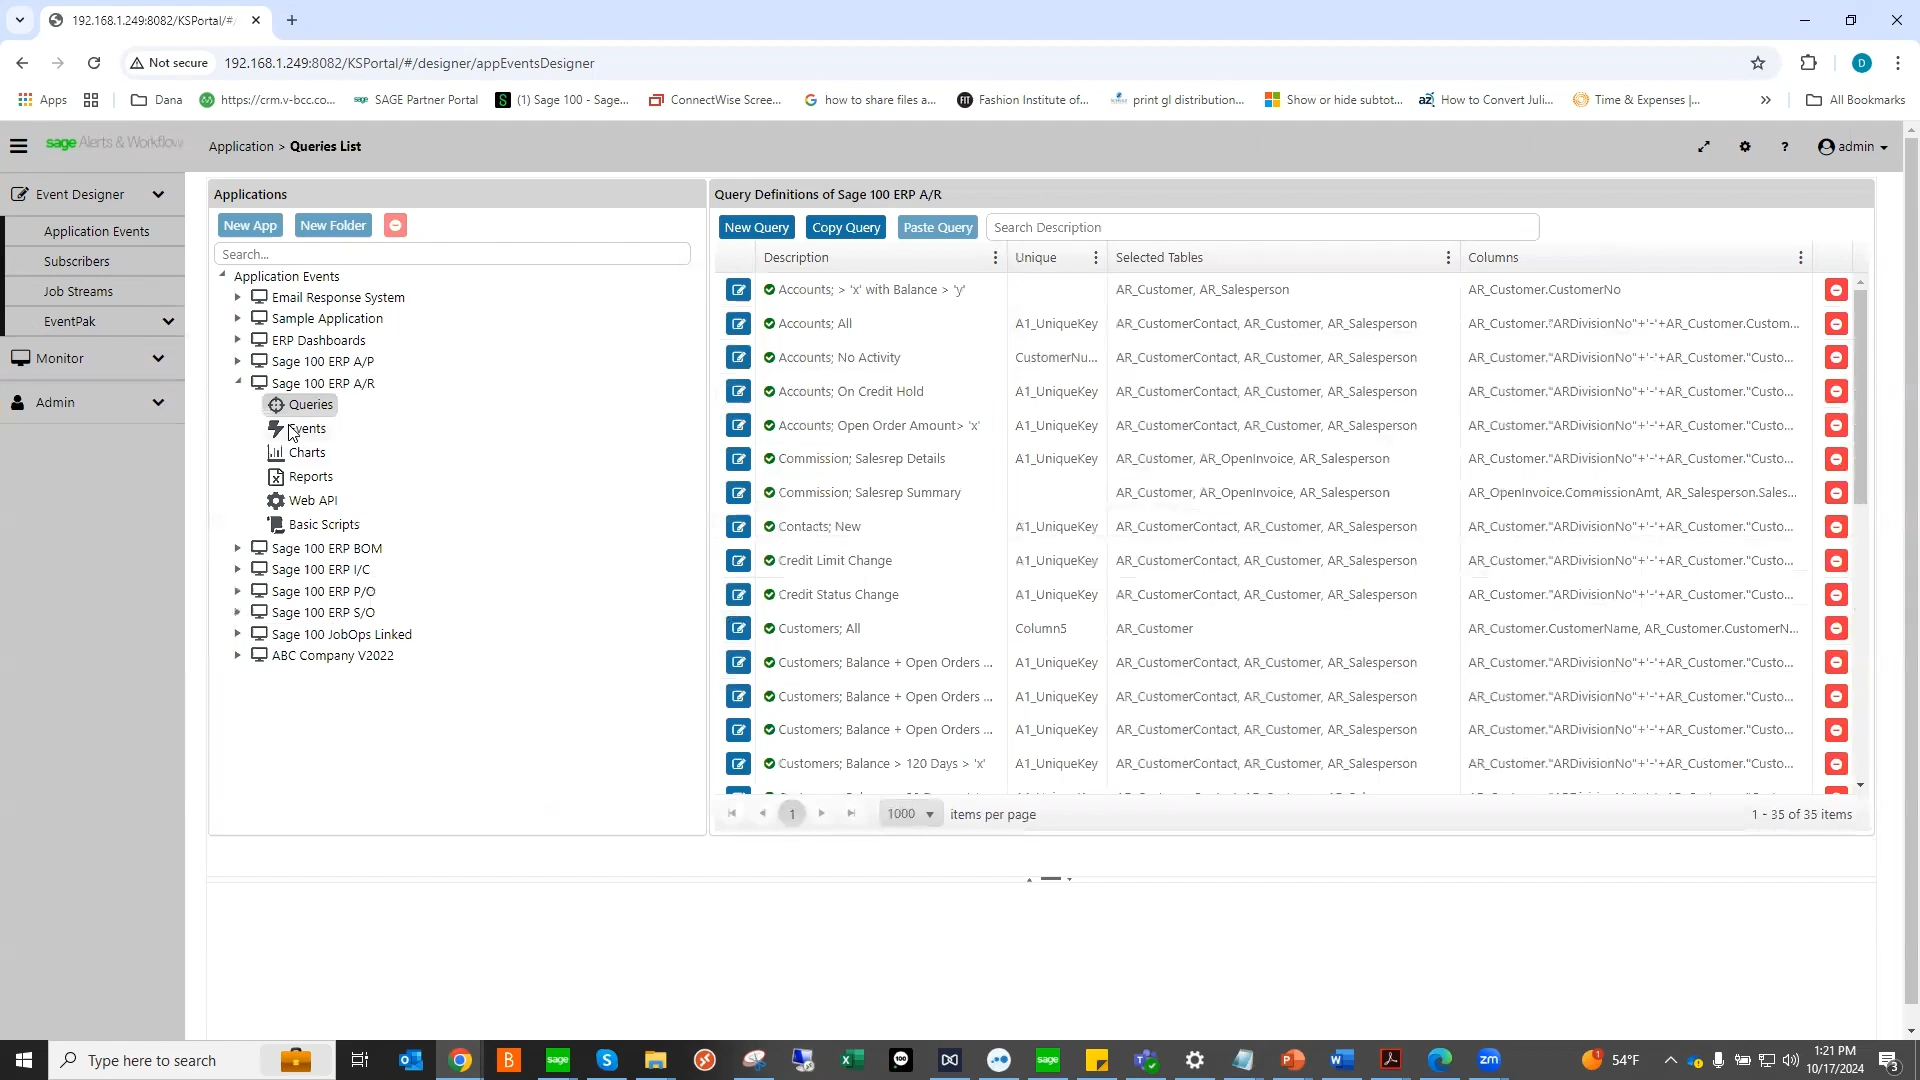 192.168.1.249:8082/KSPortal/#/
Not secure
192.168.1.249:8082/KSPortal/#/designer/appEventsDesigner
D
Apps
Dana
https://crm.v-bcc.co...
SAGE Partner Portal
(1) Sage 100 - Sage...
ConnectWise Scree...
how to share files a...
Fashion Institute of...
print gl distribution...
Show or hide subtot...
How to Convert Juli...
Time & Expenses |...
All Bookmarks
sage Alerts & Workflow
Application > Queries List
admin
Event Designer
Application Events
Subscribers
Job Streams
EventPak
Monitor
Admin
Applications
New App
New Folder
Search...
Application Events
Email Response System
Sample Application
ERP Dashboards
Sage 100 ERP A/P
Sage 100 ERP A/R
Queries
Events
Charts
Reports
Web API
Basic Scripts
Sage 100 ERP BOM
Sage 100 ERP I/C
Sage 100 ERP P/O
Sage 100 ERP S/O
Sage 100 JobOps Linked
ABC Company V2022
Query Definitions of Sage 100 ERP A/R
New Query
Copy Query
Paste Query
Search Description
Description Unique Selected Tables Columns
Accounts; > 'x' with Balance > 'y' AR_Customer, AR_Salesperson AR_Customer.CustomerNo
Accounts; All A1_UniqueKey AR_CustomerContact, AR_Customer, AR_Salesperson AR_Customer."ARDivisionNo"+'-'+AR_Customer.Custom...
Accounts; No Activity CustomerNu... AR_CustomerContact, AR_Customer, AR_Salesperson AR_Customer."ARDivisionNo"+'-'+AR_Customer."Custo...
Accounts; On Credit Hold A1_UniqueKey AR_CustomerContact, AR_Customer, AR_Salesperson AR_Customer."ARDivisionNo"+'-'+AR_Customer."Custo...
Accounts; Open Order Amount> 'x' A1_UniqueKey AR_CustomerContact, AR_Customer, AR_Salesperson AR_Customer."ARDivisionNo"+'-'+AR_Customer."Custo...
Commission; Salesrep Details A1_UniqueKey AR_Customer, AR_OpenInvoice, AR_Salesperson AR_Customer."ARDivisionNo"+'-'+AR_Customer."Custo...
Commission; Salesrep Summary AR_Customer, AR_OpenInvoice, AR_Salesperson AR_OpenInvoice.CommissionAmt, AR_Salesperson.Sales...
Contacts; New A1_UniqueKey AR_CustomerContact, AR_Customer, AR_Salesperson AR_Customer."ARDivisionNo"+'-'+AR_Customer."Custo...
Credit Limit Change A1_UniqueKey AR_CustomerContact, AR_Customer, AR_Salesperson AR_Customer."ARDivisionNo"+'-'+AR_Customer."Custo...
Credit Status Change A1_UniqueKey AR_CustomerContact, AR_Customer, AR_Salesperson AR_Customer."ARDivisionNo"+'-'+AR_Customer."Custo...
Customers; All Column5 AR_Customer AR_Customer.CustomerName, AR_Customer.CustomerN...
Customers; Balance + Open Orders ... A1_UniqueKey AR_CustomerContact, AR_Customer, AR_Salesperson AR_Customer."ARDivisionNo"+'-'+AR_Customer."Custo...
Customers; Balance + Open Orders ... A1_UniqueKey AR_CustomerContact, AR_Customer, AR_Salesperson AR_Customer."ARDivisionNo"+'-'+AR_Customer."Custo...
Customers; Balance + Open Orders ... A1_UniqueKey AR_CustomerContact, AR_Customer, AR_Salesperson AR_Customer."ARDivisionNo"+'-'+AR_Customer."Custo...
Customers; Balance > 120 Days > 'x' A1_UniqueKey AR_CustomerContact, AR_Customer, AR_Salesperson AR_Customer."ARDivisionNo"+'-'+AR_Customer."Custo...
1
1000
items per page
1 - 35 of 35 items
Type here to search
54°F
1:21 PM
10/17/2024